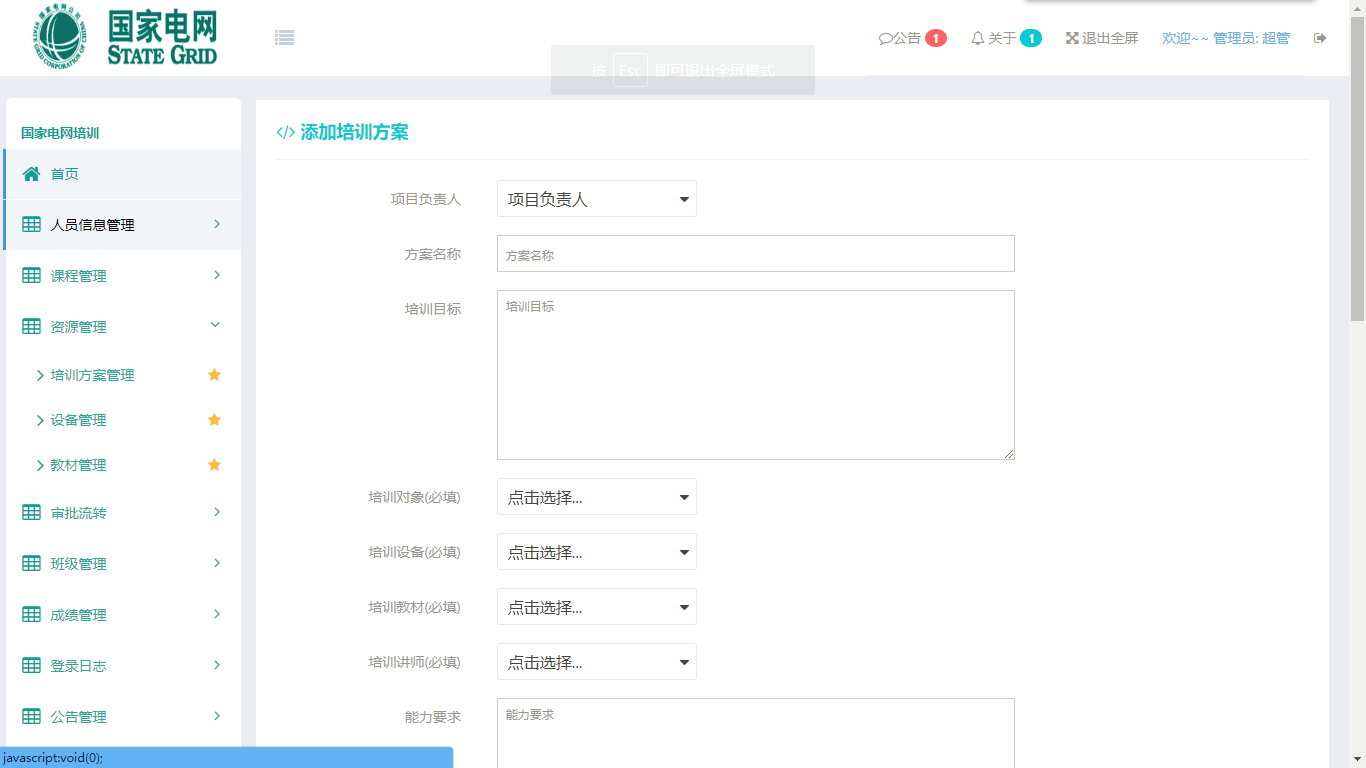 国家电网
STATE GRID
公告 1
关于 1
退出全屏
欢迎~~ 管理员: 超管
按 Esc 即可退出全屏模式
国家电网培训
首页
人员信息管理
课程管理
资源管理
培训方案管理
设备管理
教材管理
审批流转
班级管理
成绩管理
登录日志
公告管理
javascript:void(0);
</> 添加培训方案
项目负责人
项目负责人
方案名称
方案名称
培训目标
培训目标
培训对象(必填)
点击选择...
培训设备(必填)
点击选择...
培训教材(必填)
点击选择...
培训讲师(必填)
点击选择...
能力要求
能力要求